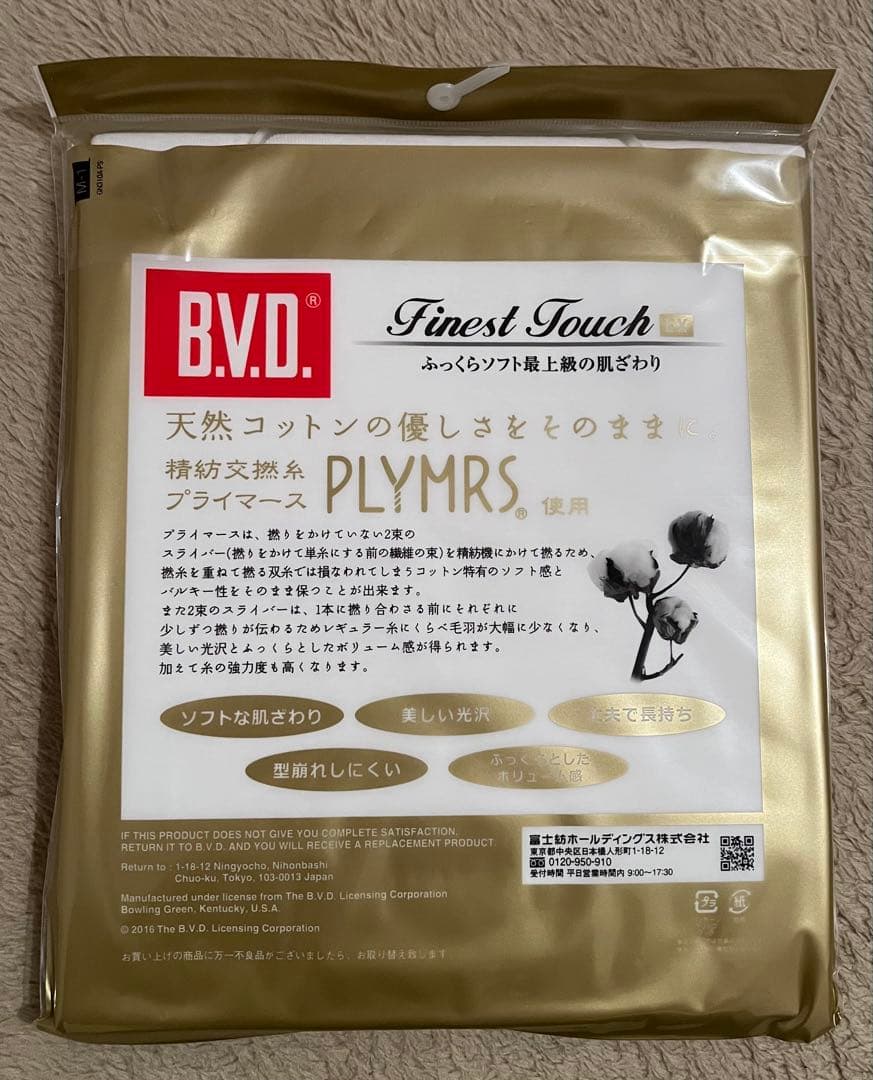 M-1
B.V.D.®
Finest Touch
ふっくらソフト最上級の肌ざわり
天然コットンの優しさをそのままに。
精紡交撚糸
プライマース PLYMRS® 使用
プライマースは、撚りをかけていない2束の
スライバー(撚りをかけて単糸にする前の繊維の束)を精紡機にかけて撚るため、
撚糸を重ねて撚る双糸では損なわれてしまうコットン特有のソフト感と
バルキー性をそのまま保つことが出来ます。
また2束のスライバーは、1本に撚り合わさる前にそれぞれに
少しずつ撚りが伝わるためレギュラー糸にくらべ毛羽が大幅に少なくなり、
美しい光沢とふっくらとしたボリューム感が得られます。
加えて糸の強力度も高くなります。
ソフトな肌ざわり
美しい光沢
丈夫で長持ち
型崩れしにくい
ふっくらとした
ボリューム感
IF THIS PRODUCT DOES NOT GIVE YOU COMPLETE SATISFACTION.
RETURN IT TO B.V.D. AND YOU WILL RECEIVE A REPLACEMENT PRODUCT.
Return to : 1-18-12 Ningyocho, Nihonbashi
Chuo-ku, Tokyo, 103-0013 Japan
Manufactured under license from The B.V.D. Licensing Corporation
Bowling Green, Kentucky, U.S.A.
© 2016 The B.V.D. Licensing Corporation
お買い上げの商品に万一不良品がございましたら、お取り替え致します
富士紡ホールディングス株式会社
東京都中央区日本橋人形町1-18-12
0120-950-910
受付時間 平日営業時間内 9:00〜17:30
プラ
紙